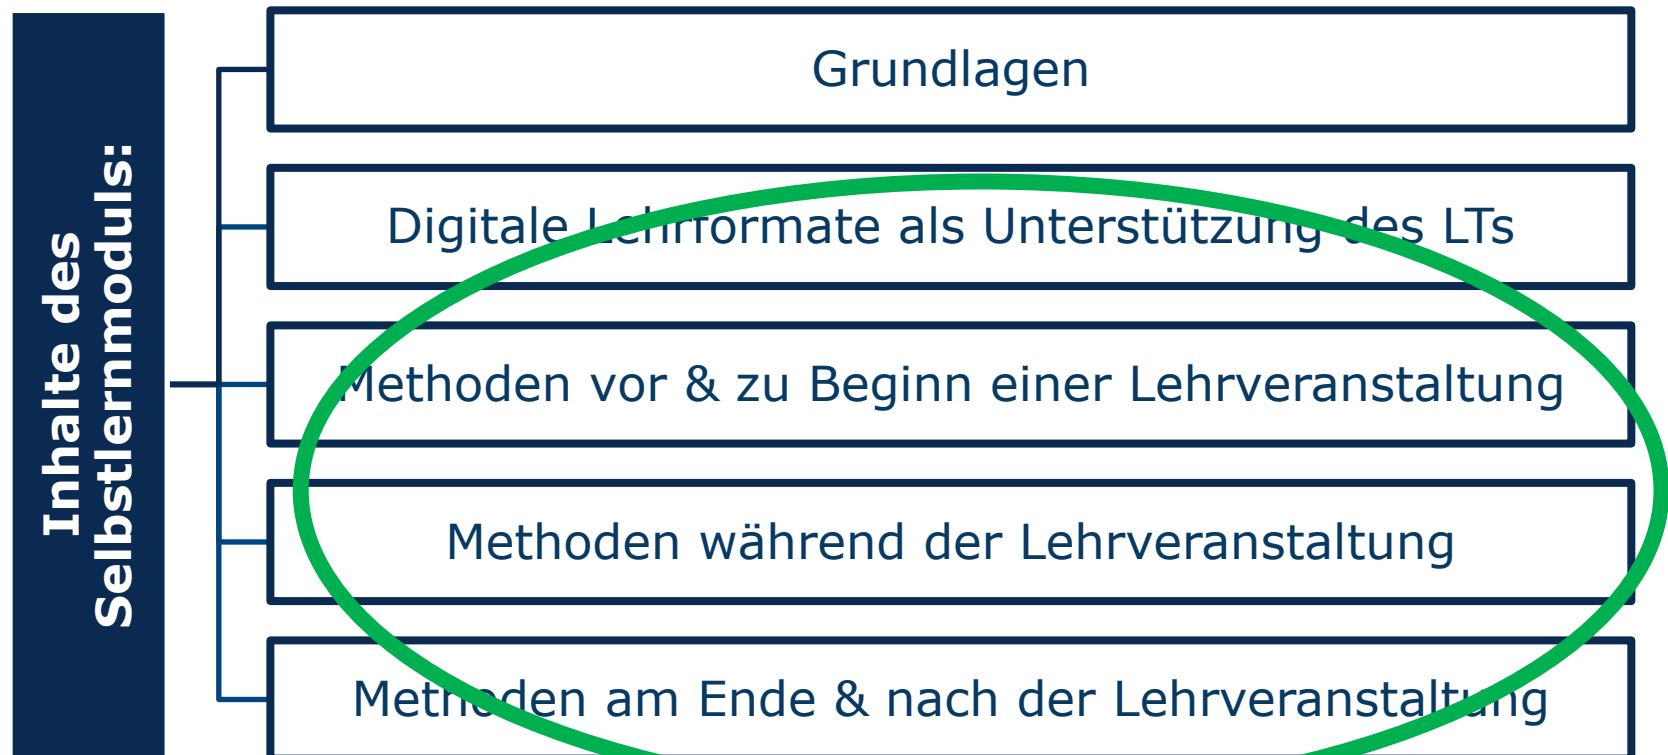 Inhalte des
Selbstlernmoduls:
Grundlagen
Digitale Lehrformate als Unterstützung des LTs
Methoden vor & zu Beginn einer Lehrveranstaltung
Methoden während der Lehrveranstaltung
Methoden am Ende & nach der Lehrveranstaltung